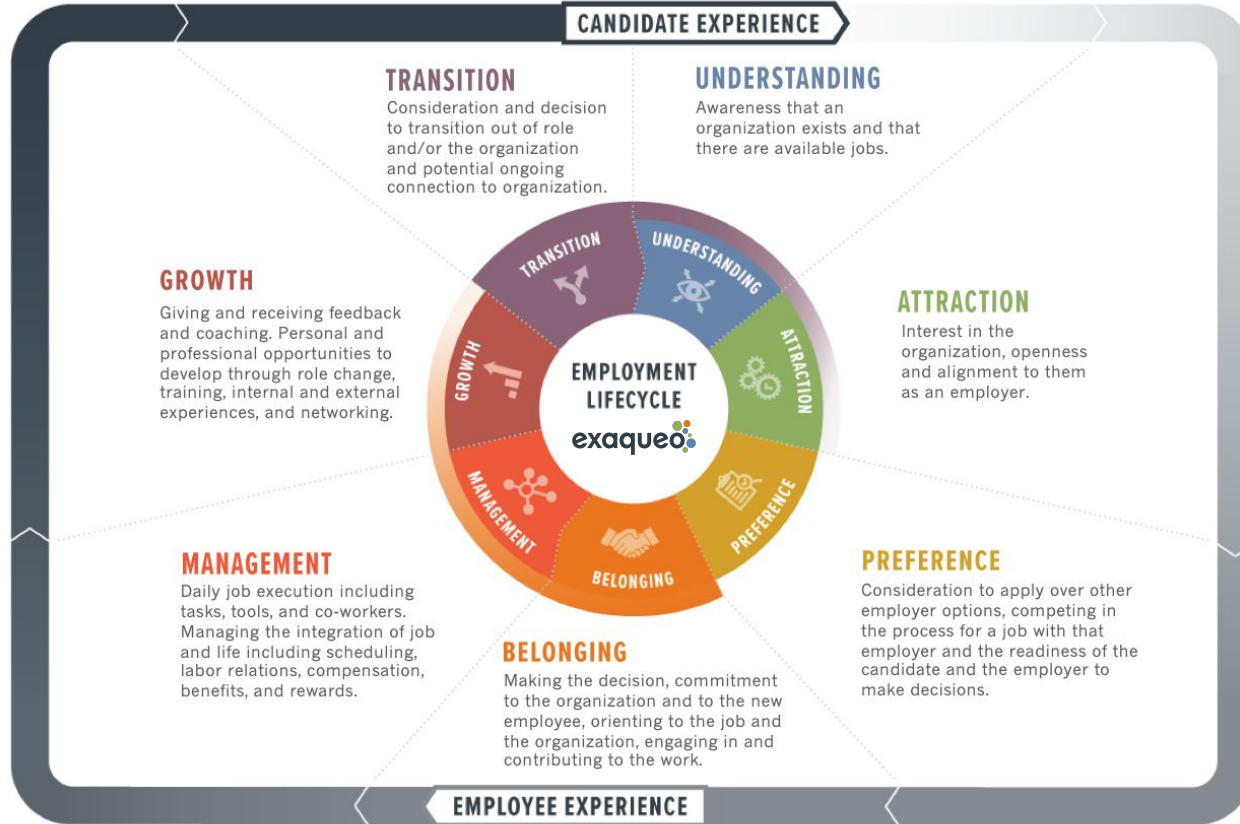 CANDIDATE EXPERIENCE
TRANSITION
Consideration and decision
to transition out of role
and/or the organization
and potential ongoing
connection to organization.
UNDERSTANDING
Awareness that an
organization exists and that
there are available jobs.
GROWTH
Giving and receiving feedback
and coaching. Personal and
professional opportunities to
develop through role change,
training, internal and external
experiences, and networking.
ATTRACTION
Interest in the
organization, openness
and alignment to them
as an employer.
TRANSITION
UNDERSTANDING
ATTRACTION
PREFERENCE
BELONGING
MANAGEMENT
GROWTH
EMPLOYMENT
LIFECYCLE
exaqueo
MANAGEMENT
Daily job execution including
tasks, tools, and co-workers.
Managing the integration of job
and life including scheduling,
labor relations, compensation,
benefits, and rewards.
BELONGING
Making the decision, commitment
to the organization and to the new
employee, orienting to the job and
the organization, engaging in and
contributing to the work.
PREFERENCE
Consideration to apply over other
employer options, competing in
the process for a job with that
employer and the readiness of the
candidate and the employer to
make decisions.
EMPLOYEE EXPERIENCE